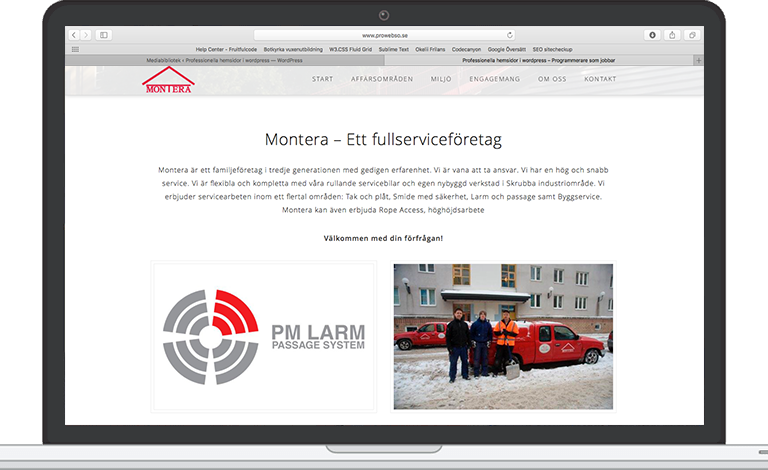 www.prowebso.se
Help Center - Fruitfulcode Botkyrka vuxenutbildning W3.CSS Fluid Grid Sublime Text Okeli Frilans Codecanyon Google Översätt SEO sitecheckup
Mediabibliotek ‹ Professionella hemsidor i wordpress — WordPress Professionella hemsidor i wordpress – Programmerare som jobbar
MONTERA START AFFÄRSOMRÅDEN MILJÖ ENGAGEMANG OM OSS KONTAKT
Montera – Ett fullserviceföretag
Montera är ett familjeföretag i tredje generationen med gedigen erfarenhet. Vi är vana att ta ansvar. Vi har en hög och snabb
service. Vi är flexibla och kompletta med våra rullande servicebilar och egen nybyggd verkstad i Skrubba industriområde. Vi
erbjuder servicearbeten inom ett flertal områden: Tak och plåt, Smide med säkerhet, Larm och passage samt Byggservice.
Montera kan även erbjuda Rope Access, höghöjdsarbete
Välkommen med din förfrågan!
PM LARM
PASSAGE SYSTEM